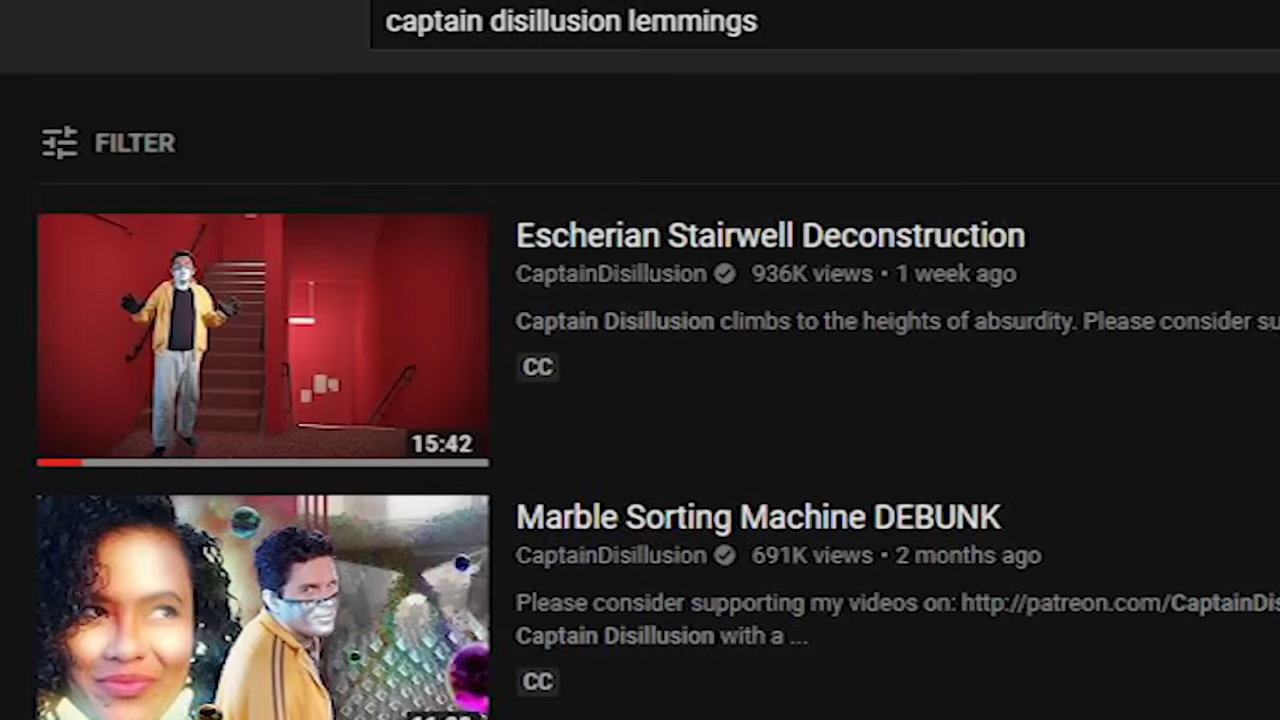 captain disillusion lemmings
FILTER
Escherian Stairwell Deconstruction
CaptainDisillusion 936K views • 1 week ago
Captain Disillusion climbs to the heights of absurdity. Please consider su
CC
15:42
Marble Sorting Machine DEBUNK
CaptainDisillusion 691K views • 2 months ago
Please consider supporting my videos on: http://patreon.com/CaptainDis
Captain Disillusion with a ...
CC